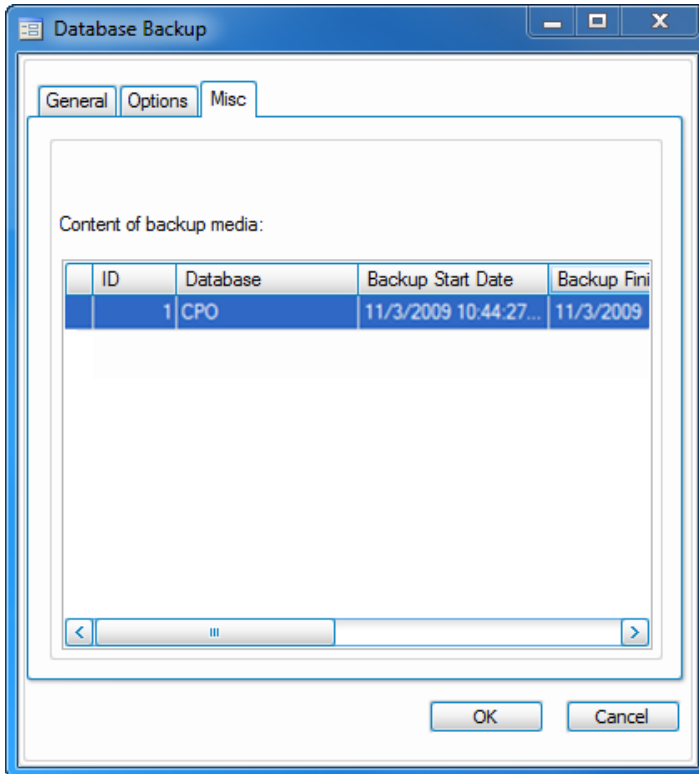 Database Backup
General Options Misc
Content of backup media:
ID Database Backup Start Date Backup Fini
1 CPO 11/3/2009 10:44:27... 11/3/2009
OK Cancel